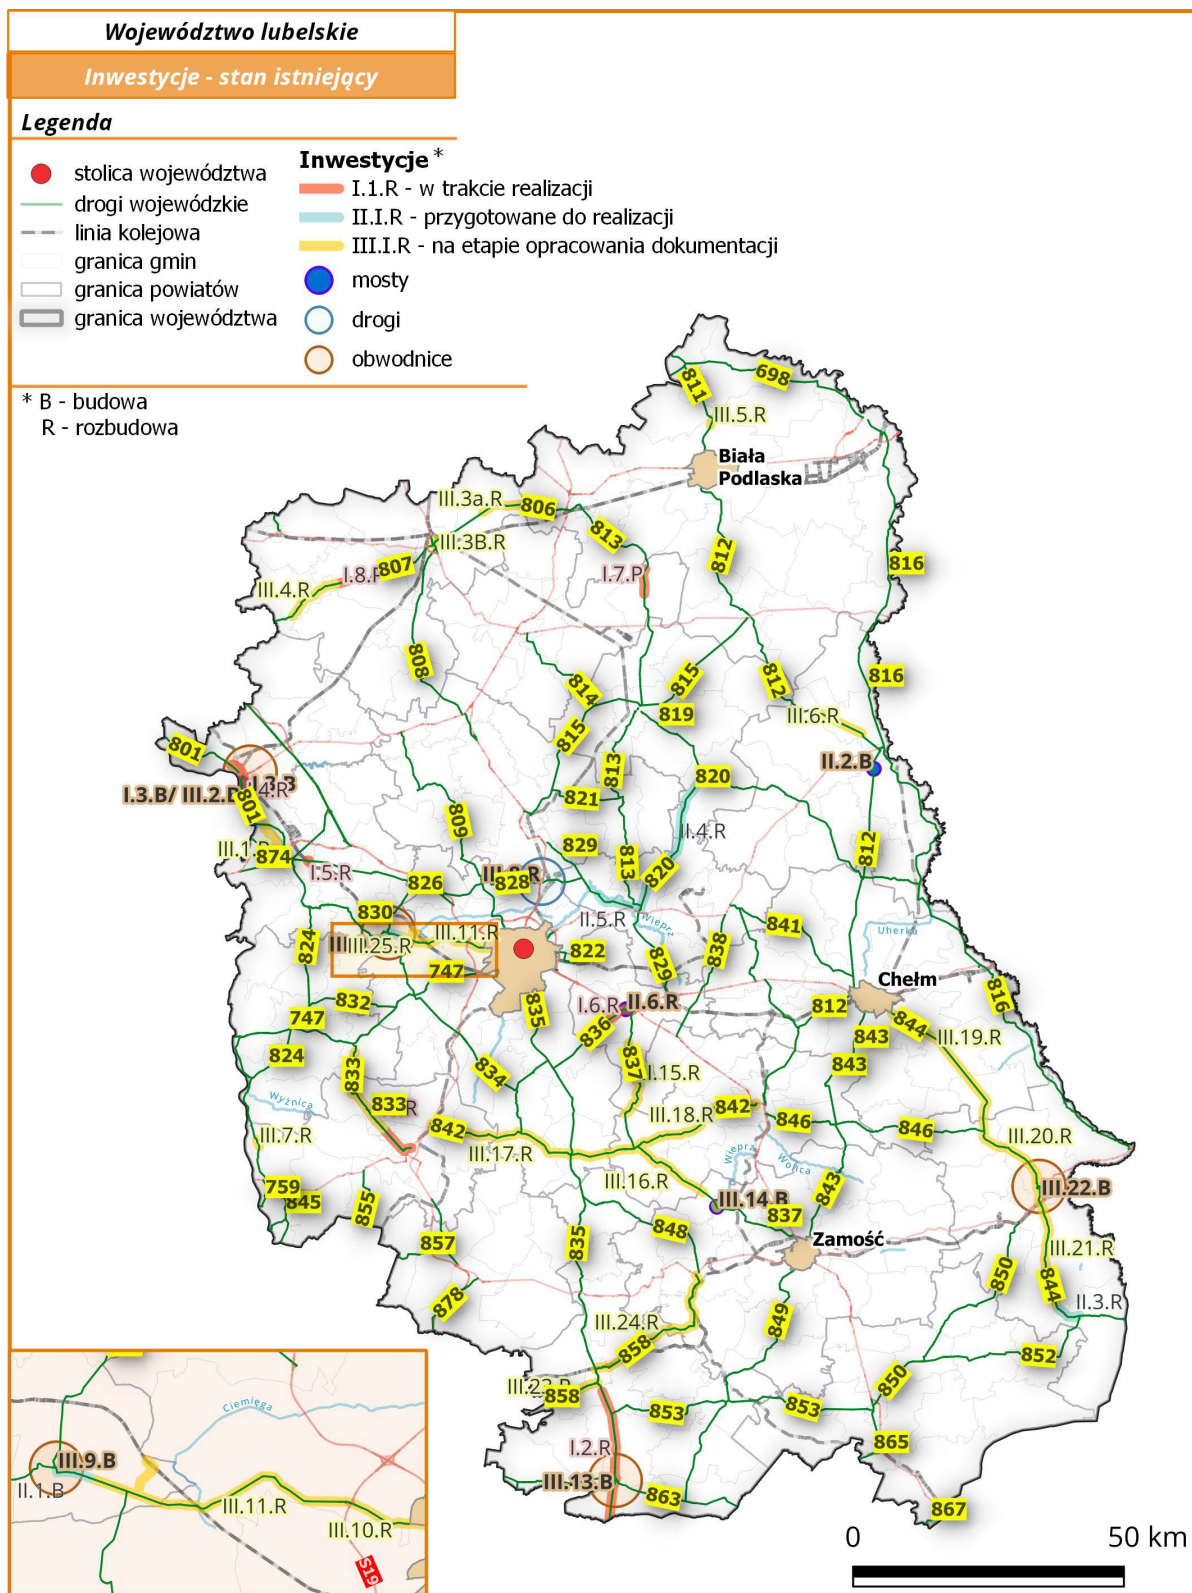 Województwo lubelskie
Inwestycje - stan istniejący
Legenda
stolica województwa
drogi wojewódzkie
linia kolejowa
granica gmin
granica powiatów
granica województwa
Inwestycje *
I.1.R - w trakcie realizacji
II.I.R - przygotowane do realizacji
III.I.R - na etapie opracowania dokumentacji
mosty
drogi
obwodnice
* B - budowa
R - rozbudowa
811
698
III.5.R
Biała
Podlaska
III.3a.R
806
813
III.3B.R
807
I.7.P
812
816
III.4.R
808
814
815
815
812
816
819
III.6.R
801
II.2.B
813
820
821
I.3.B/ III.2.
801
809
II.4.R
829
812
874
I.5.R
813
820
826
828
830
II.5.R
Wieprz
841
Uherka
824
III.25.R
III.11.R
822
838
747
829
Chełm
816
832
835
I.6.R
II.6.R
812
844
747
836
843
III.19.R
824
833
834
837
I.15.R
843
Wyżnica
833
R
III.18.R
842
846
846
842
III.20.R
III.7.R
III.17.R
Wieprz
Wolica
III.16.R
759
845
855
III.14.B
843
III.22.B
837
848
Zamość
857
835
III.21.R
850
844
878
II.3.R
III.24.R
849
858
852
858
850
853
853
I.2.R
865
III.13.B
863
867
Ciemięga
III.9.B
II.1.B
III.11.R
III.10.R
S19
0
50 km